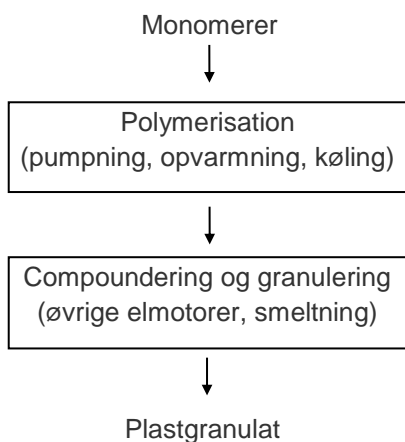 Monomerer
Polymerisation
(pumpning, opvarmning, køling)
Compoundering og granulering
(øvrige elmotorer, smeltning)
Plastgranulat